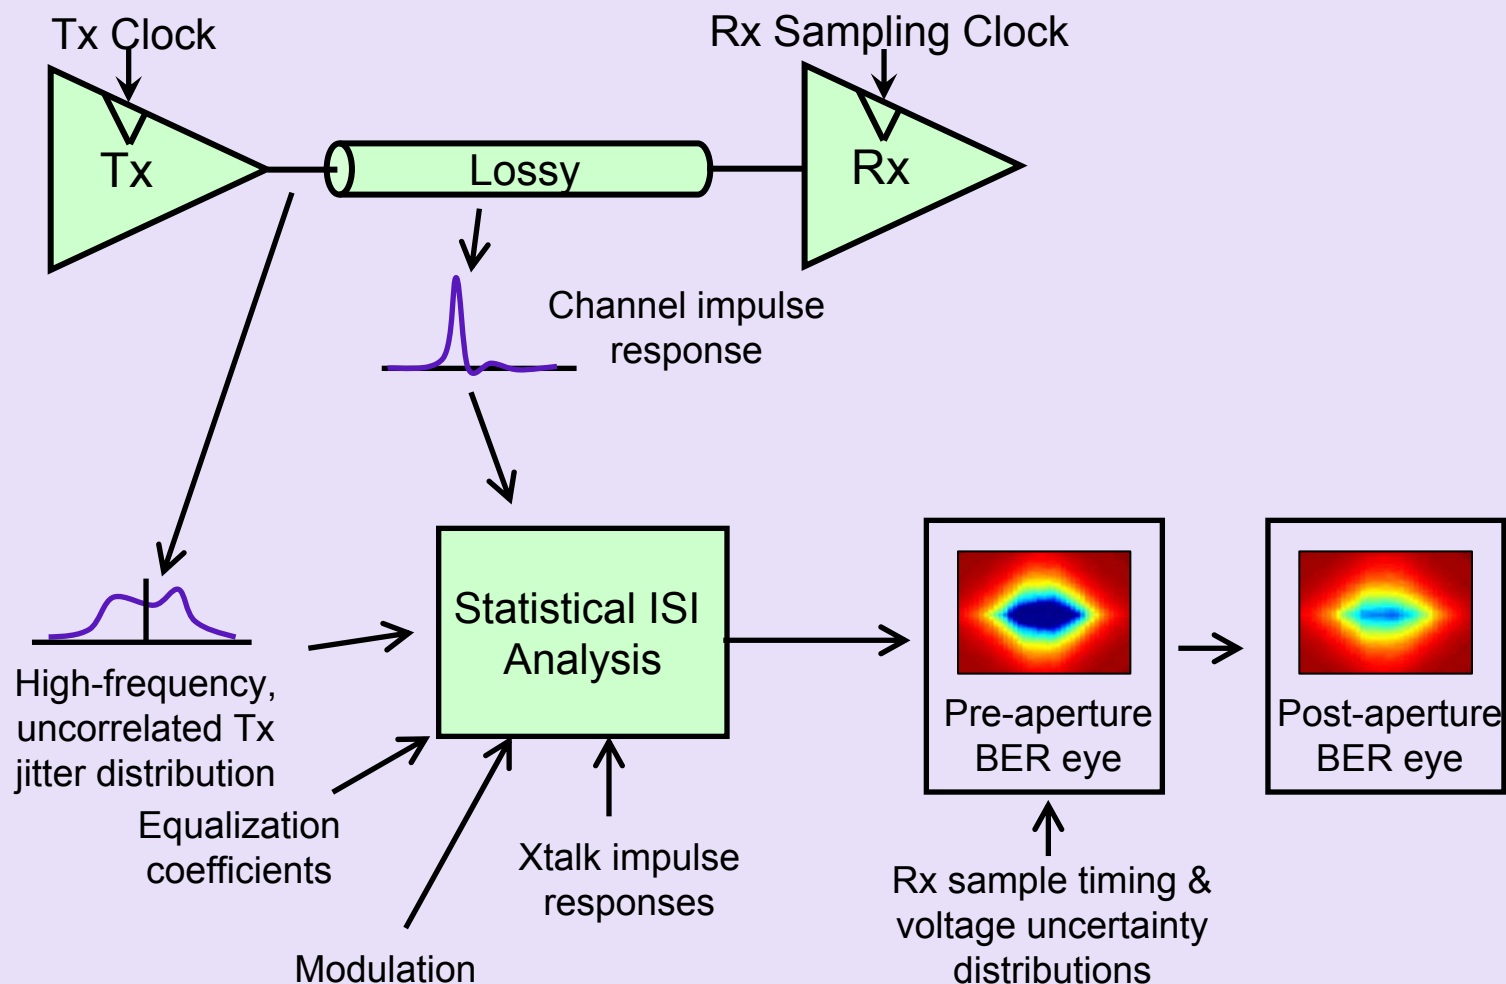 Tx Clock
Rx Sampling Clock
Tx
Lossy
Rx
Channel impulse
response
Statistical ISI
Analysis
High-frequency,
uncorrelated Tx
jitter distribution
Pre-aperture
BER eye
Post-aperture
BER eye
Equalization
coefficients
Xtalk impulse
responses
Modulation
Rx sample timing &
voltage uncertainty
distributions